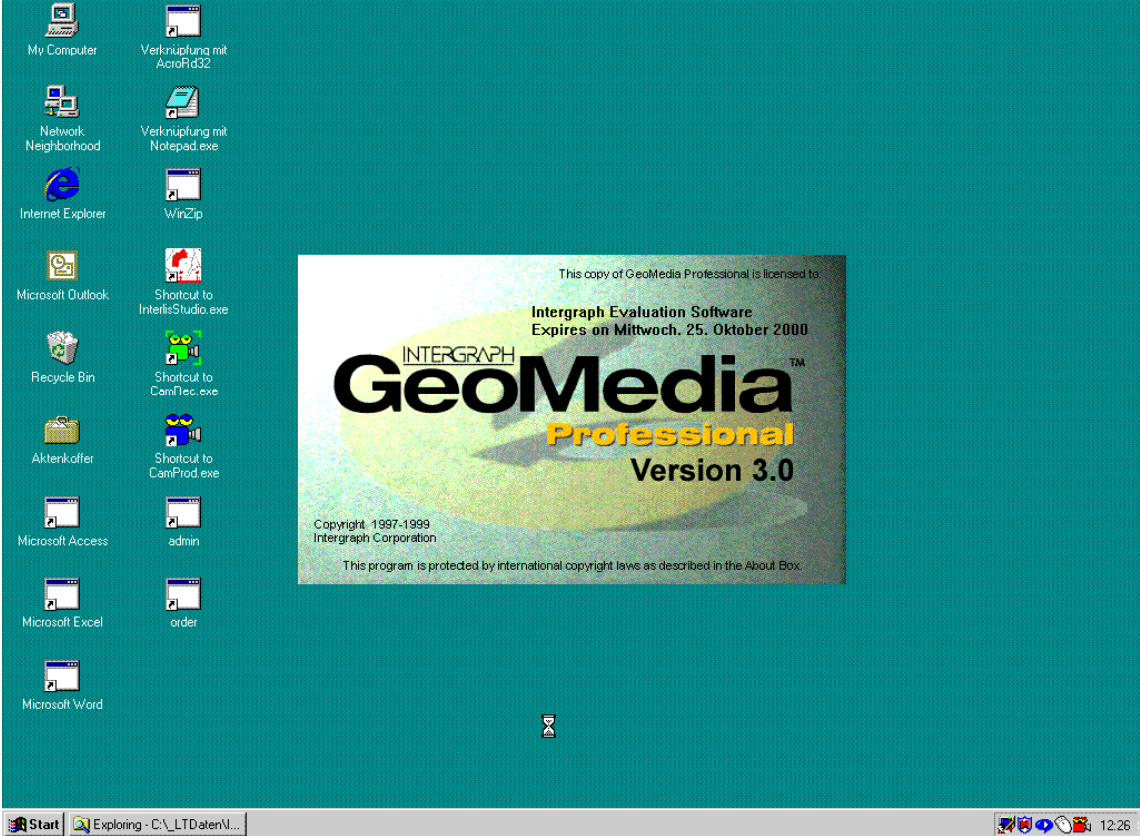 My Computer
Verknüpfung mit
AcroRd32
Network
Neighborhood
Verknüpfung mit
Notepad.exe
Internet Explorer
WinZip
Microsoft Outlook
Shortcut to
InterlisStudio.exe
Recycle Bin
Shortcut to
CamRec.exe
Aktenkoffer
Shortcut to
CamProd.exe
Microsoft Access
admin
Microsoft Excel
order
Microsoft Word
This copy of GeoMedia Professional is licensed to:
Intergraph Evaluation Software
Expires on Mittwoch, 25. Oktober 2000
INTERGRAPH
GeoMedia™
Professional
Version 3.0
Copyright 1997-1999
Intergraph Corporation
This program is protected by international copyright laws as described in the About Box.
Start
Exploring - C:\_LTDaten\I...
12:26